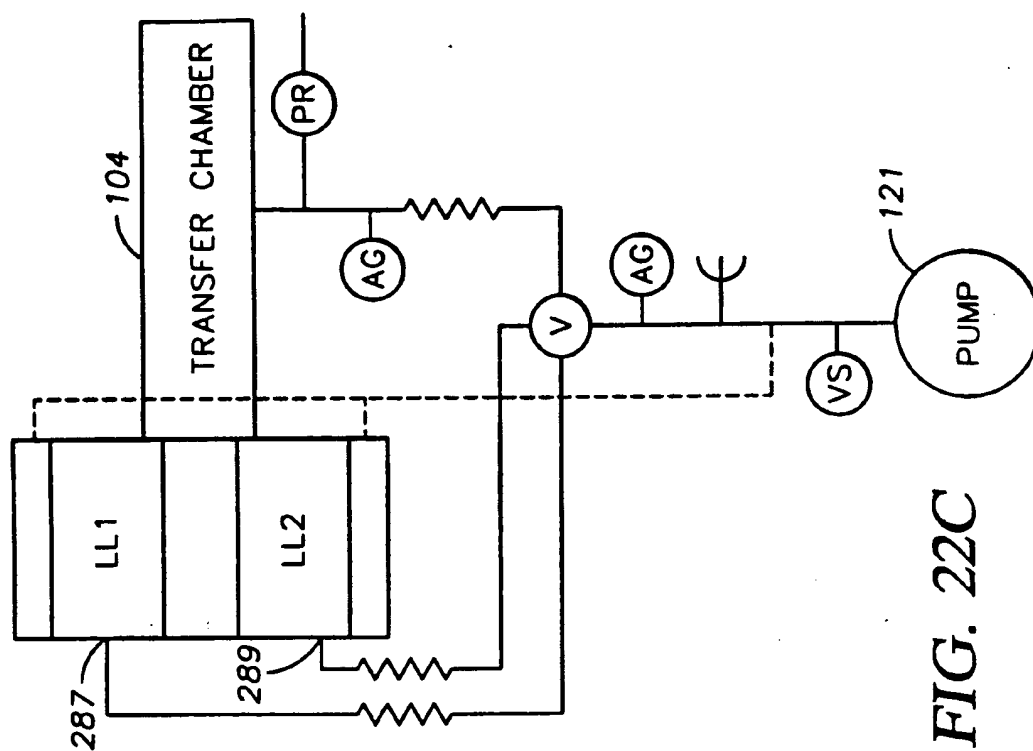 104
TRANSFER CHAMBER
PR
AG
LL1
LL2
287
289
V
AG
VS
121
PUMP
FIG. 22C